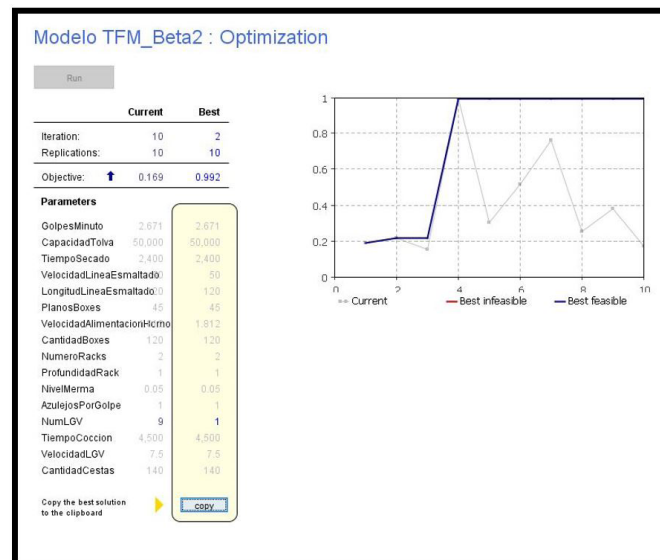 Modelo TFM_Beta2 : Optimization
Run
Current Best
Iteration: 10 2
Replications: 10 10
Objective: 0.169 0.992
Parameters
GolpesMinuto 2.671 2.671
CapacidadTolva 50,000 50,000
TiempoSecado 2,400 2,400
VelocidadLineaEsmaltado 50
LongitudLineaEsmaltado 120
PlanosBoxes 45 45
VelocidadAlimentacionHorno 1.812
CantidadBoxes 120 120
NumeroRacks 2 2
ProfundidadRack 1 1
NivelMerma 0.05 0.05
AzulejosPorGolpe 1 1
NumLGV 9 1
TiempoCoccion 4,500 4,500
VelocidadLGV 7.5 7.5
CantidadCestas 140 140
Copy the best solution
to the clipboard
copy
1
0.8
0.6
0.4
0.2
0
0 2 4 6 8 10
Current Best infeasible Best feasible